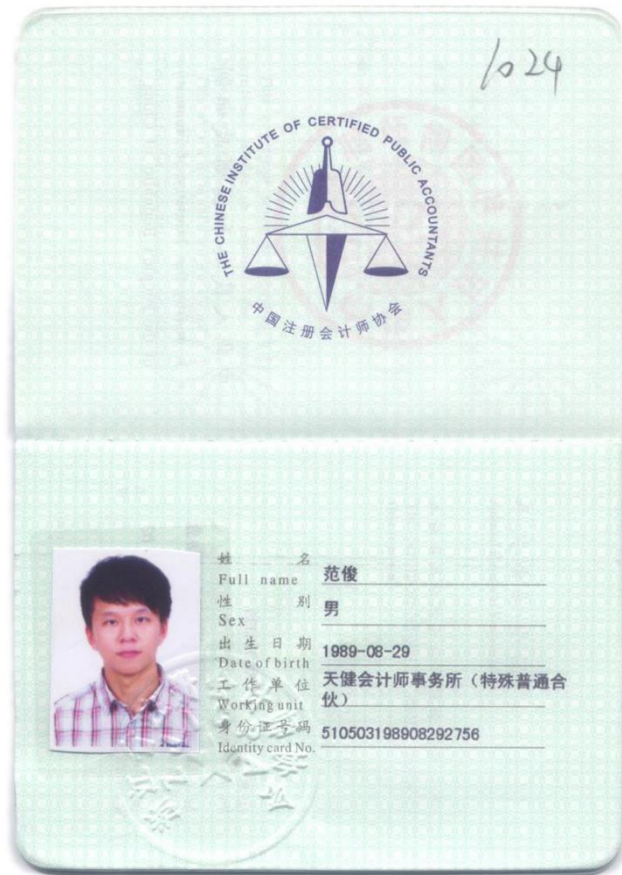 1024
THE CHINESE INSTITUTE OF CERTIFIED PUBLIC ACCOUNTANTS
中国注册会计师协会
姓 名 范俊
Full name
性 别 男
Sex
出生日期 1989-08-29
Date of birth
工作单位 天健会计师事务所（特殊普通合
Working unit 伙）
身份证号码 510503198908292756
Identity card No.